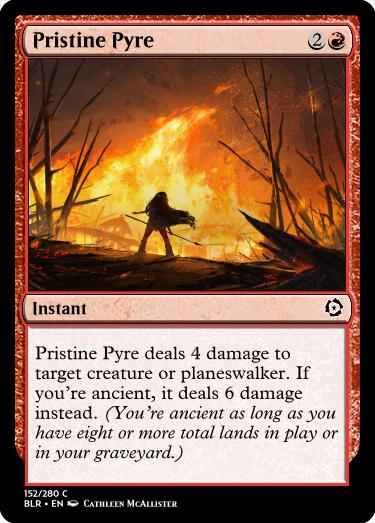 Pristine Pyre 2
Instant
Pristine Pyre deals 4 damage to
target creature or planeswalker. If
you're ancient, it deals 6 damage
instead. (You're ancient as long as you
have eight or more total lands in play or
in your graveyard.)
152/280 C
BLR • EN Cathleen McAllister